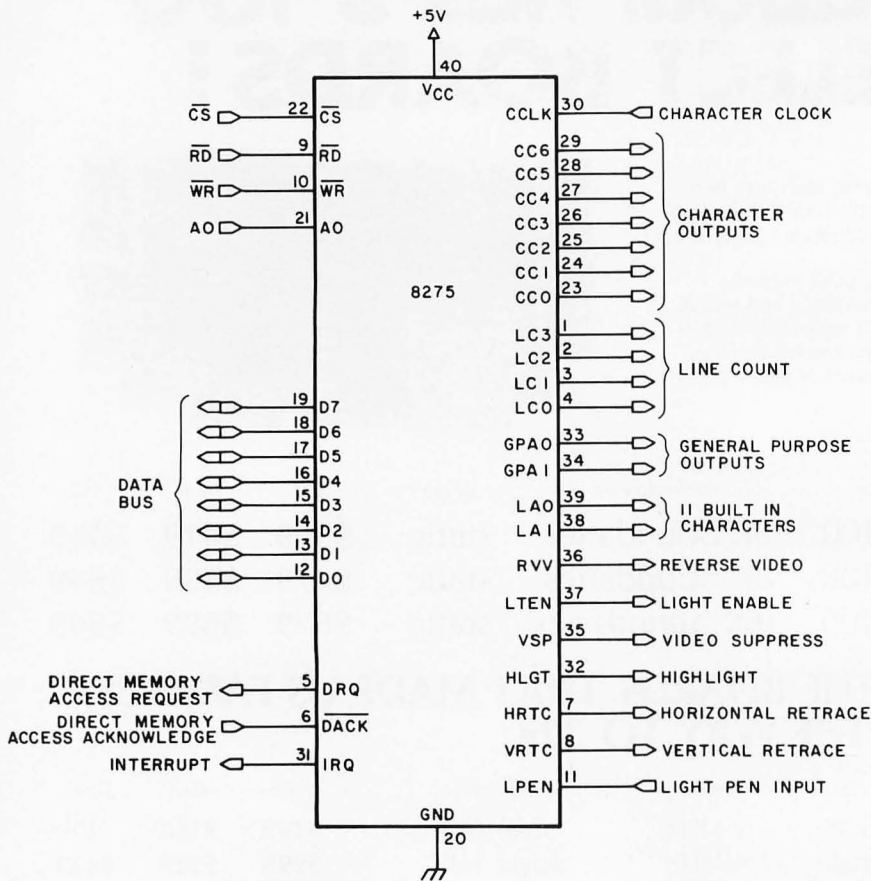 +5V
40
VCC
CS 22 CS
RD 9 RD
WR 10 WR
A0 21 A0
8275
DATA
BUS
19 D7
18 D6
17 D5
16 D4
15 D3
14 D2
13 D1
12 D0
DIRECT MEMORY
ACCESS REQUEST
5 DRQ
DIRECT MEMORY
ACCESS ACKNOWLEDGE
6 DACK
INTERRUPT 31 IRQ
CCLK 30 CHARACTER CLOCK
CC6 29
CC5 28
CC4 27
CC3 26
CC2 25
CC1 24
CC0 23
CHARACTER
OUTPUTS
LC3 1
LC2 2
LC1 3
LC0 4
LINE COUNT
GPA0 33
GPA1 34
GENERAL PURPOSE
OUTPUTS
LA0 39
LA1 38
11 BUILT IN
CHARACTERS
RVV 36 REVERSE VIDEO
LTEN 37 LIGHT ENABLE
VSP 35 VIDEO SUPPRESS
HLGT 32 HIGHLIGHT
HRTC 7 HORIZONTAL RETRACE
VRTC 8 VERTICAL RETRACE
LPEN 11 LIGHT PEN INPUT
GND
20